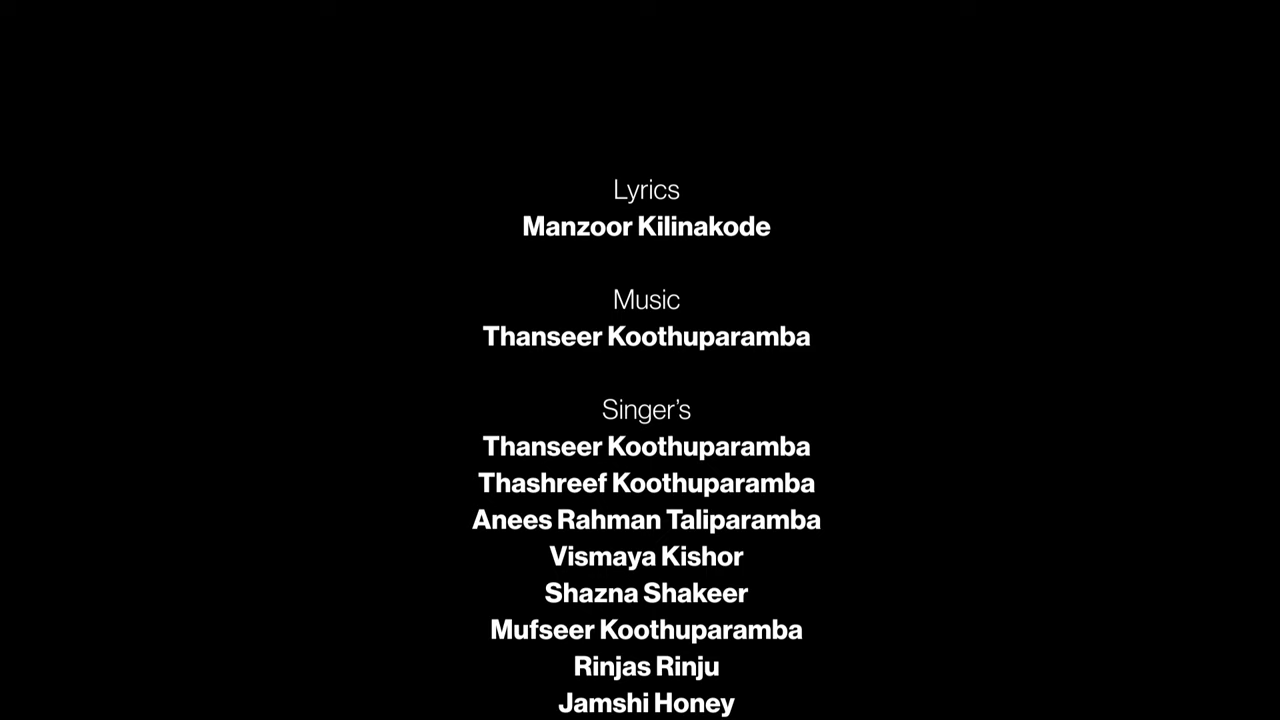 Lyrics
Manzoor Kilinakode
Music
Thanseer Koothuparamba
Singer’s
Thanseer Koothuparamba
Thashreef Koothuparamba
Anees Rahman Taliparamba
Vismaya Kishor
Shazna Shakeer
Mufseer Koothuparamba
Rinjas Rinju
Jamshi Honey